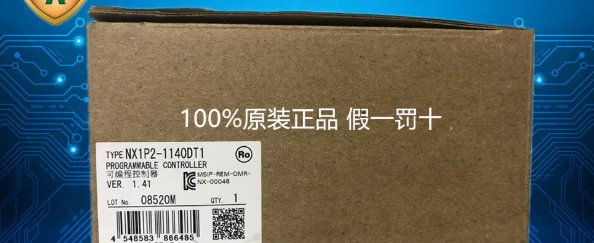 100%原装正品 假一罚十
TYPE NX1P2-1140DT1
Ro
PROGRAMMABLE CONTROLLER
可编程控制器
VER. 1.41
MSIP-REM-OMR-
NX-00046
LOT No. 08520M
QTY. 1
4 548583 866485